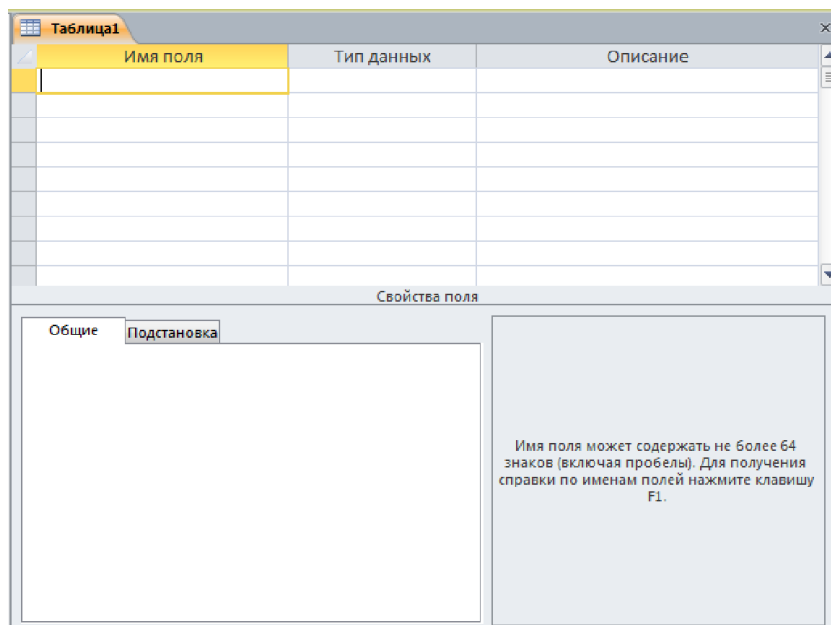 Таблица1
Имя поля Тип данных Описание
Свойства поля
Общие Подстановка
Имя поля может содержать не более 64
знаков (включая пробелы). Для получения
справки по именам полей нажмите клавишу
F1.